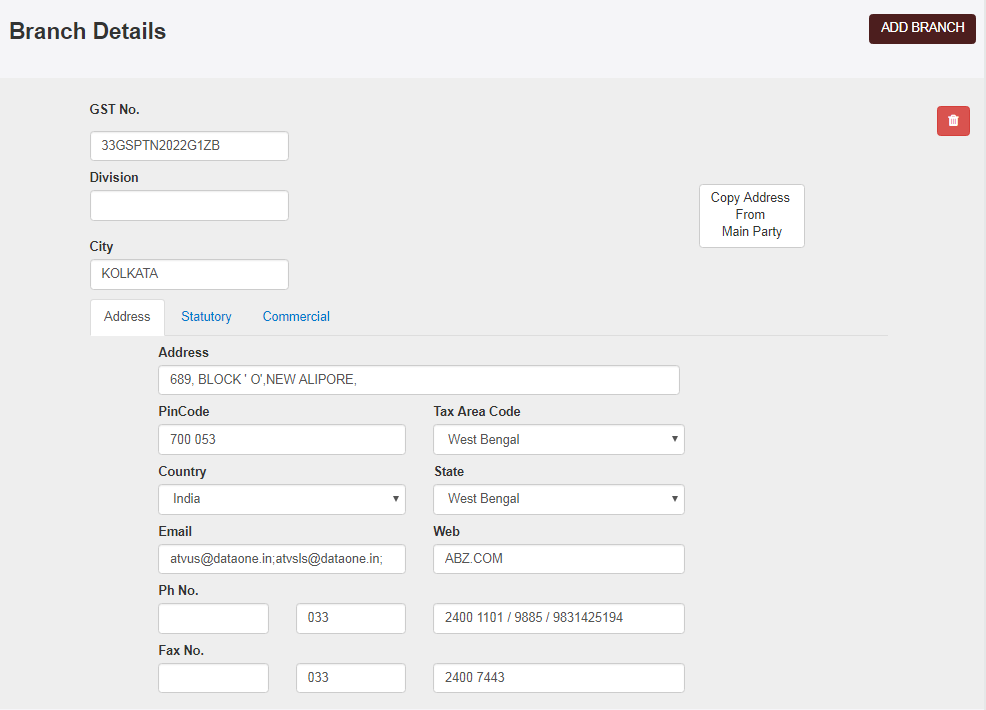 Branch Details
ADD BRANCH
GST No.
33GSPTN2022G1ZB
Division
Copy Address
From
Main Party
City
KOLKATA
Address Statutory Commercial
Address
689, BLOCK ' O',NEW ALIPORE,
PinCode Tax Area Code
700 053 West Bengal
Country State
India West Bengal
Email Web
atvus@dataone.in;atvsls@dataone.in; ABZ.COM
Ph No.
033 2400 1101 / 9885 / 9831425194
Fax No.
033 2400 7443